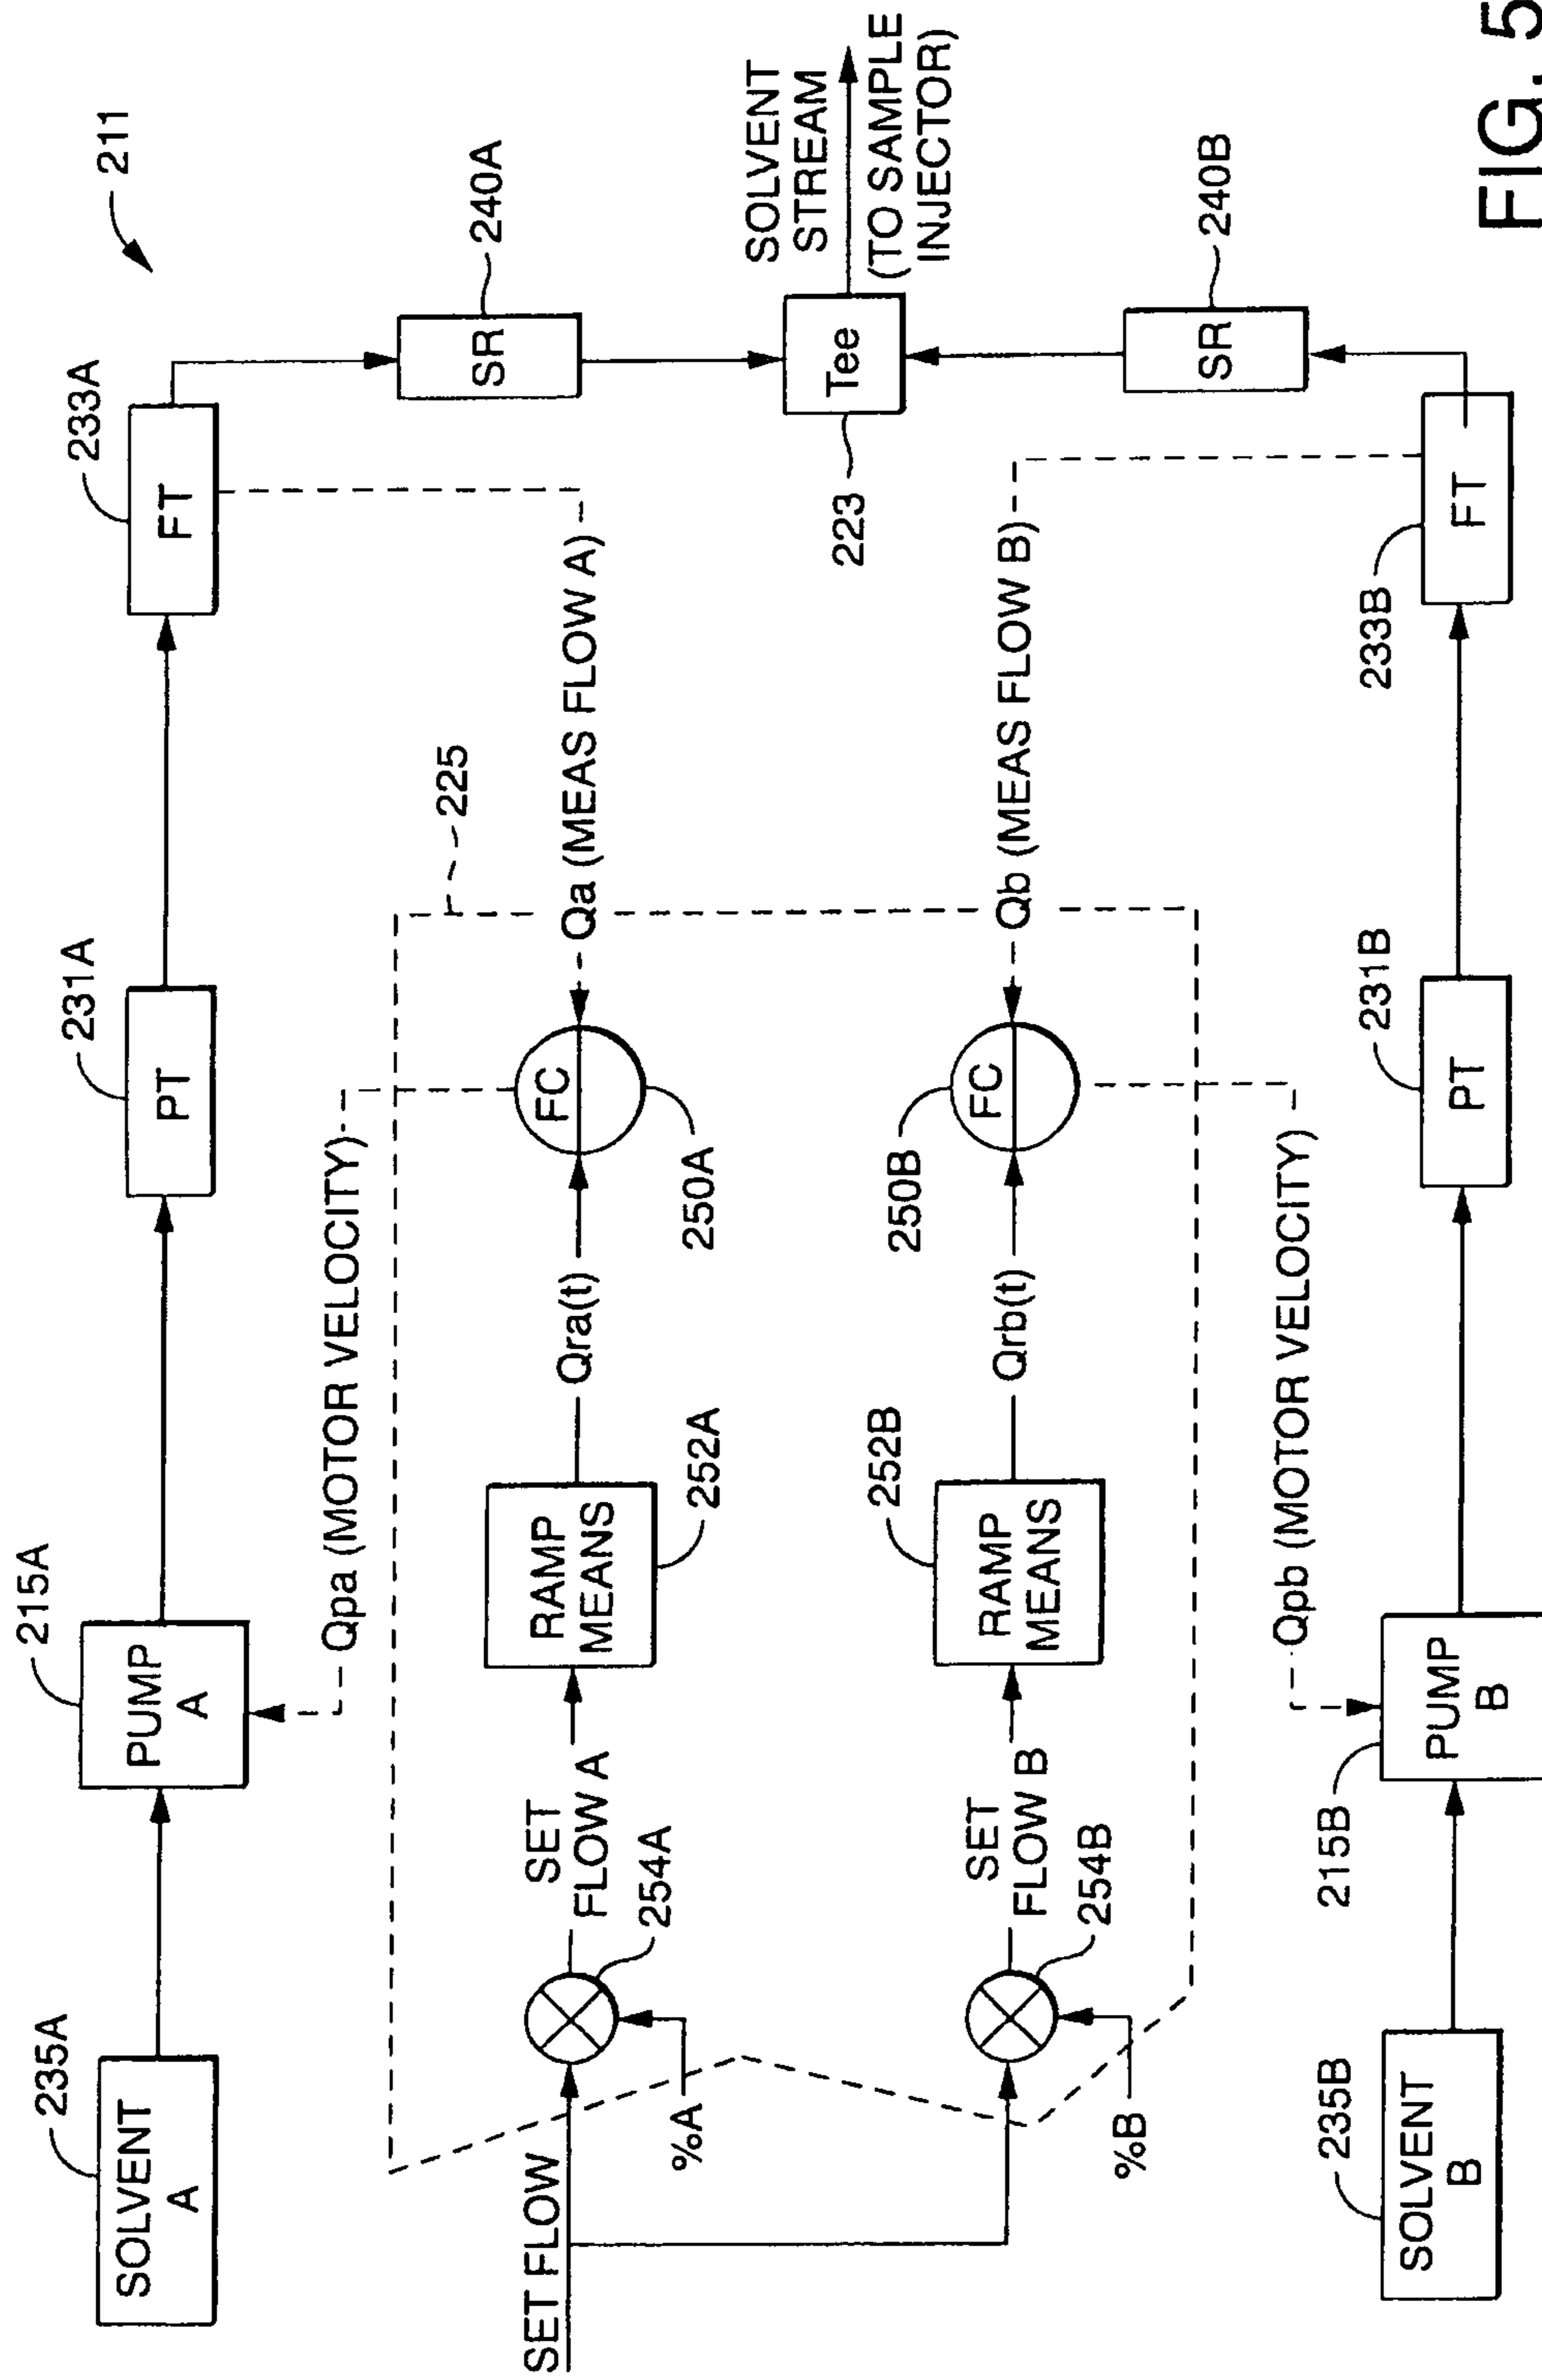 211
235A
SOLVENT
A
215A
PUMP
A
231A
PT
233A
FT
240A
SR
Qpa (MOTOR VELOCITY)
225
SET FLOW
%A
254A
SET
FLOW A
RAMP
MEANS
252A
Qra(t)
FC
250A
Qa (MEAS FLOW A)
Tee
223
SOLVENT
STREAM
(TO SAMPLE
INJECTOR)
%B
254B
SET
FLOW B
RAMP
MEANS
252B
Qrb(t)
FC
250B
Qb (MEAS FLOW B)
SR
240B
Qpb (MOTOR VELOCITY)
235B
SOLVENT
B
215B
PUMP
B
231B
PT
233B
FT
FIG. 5